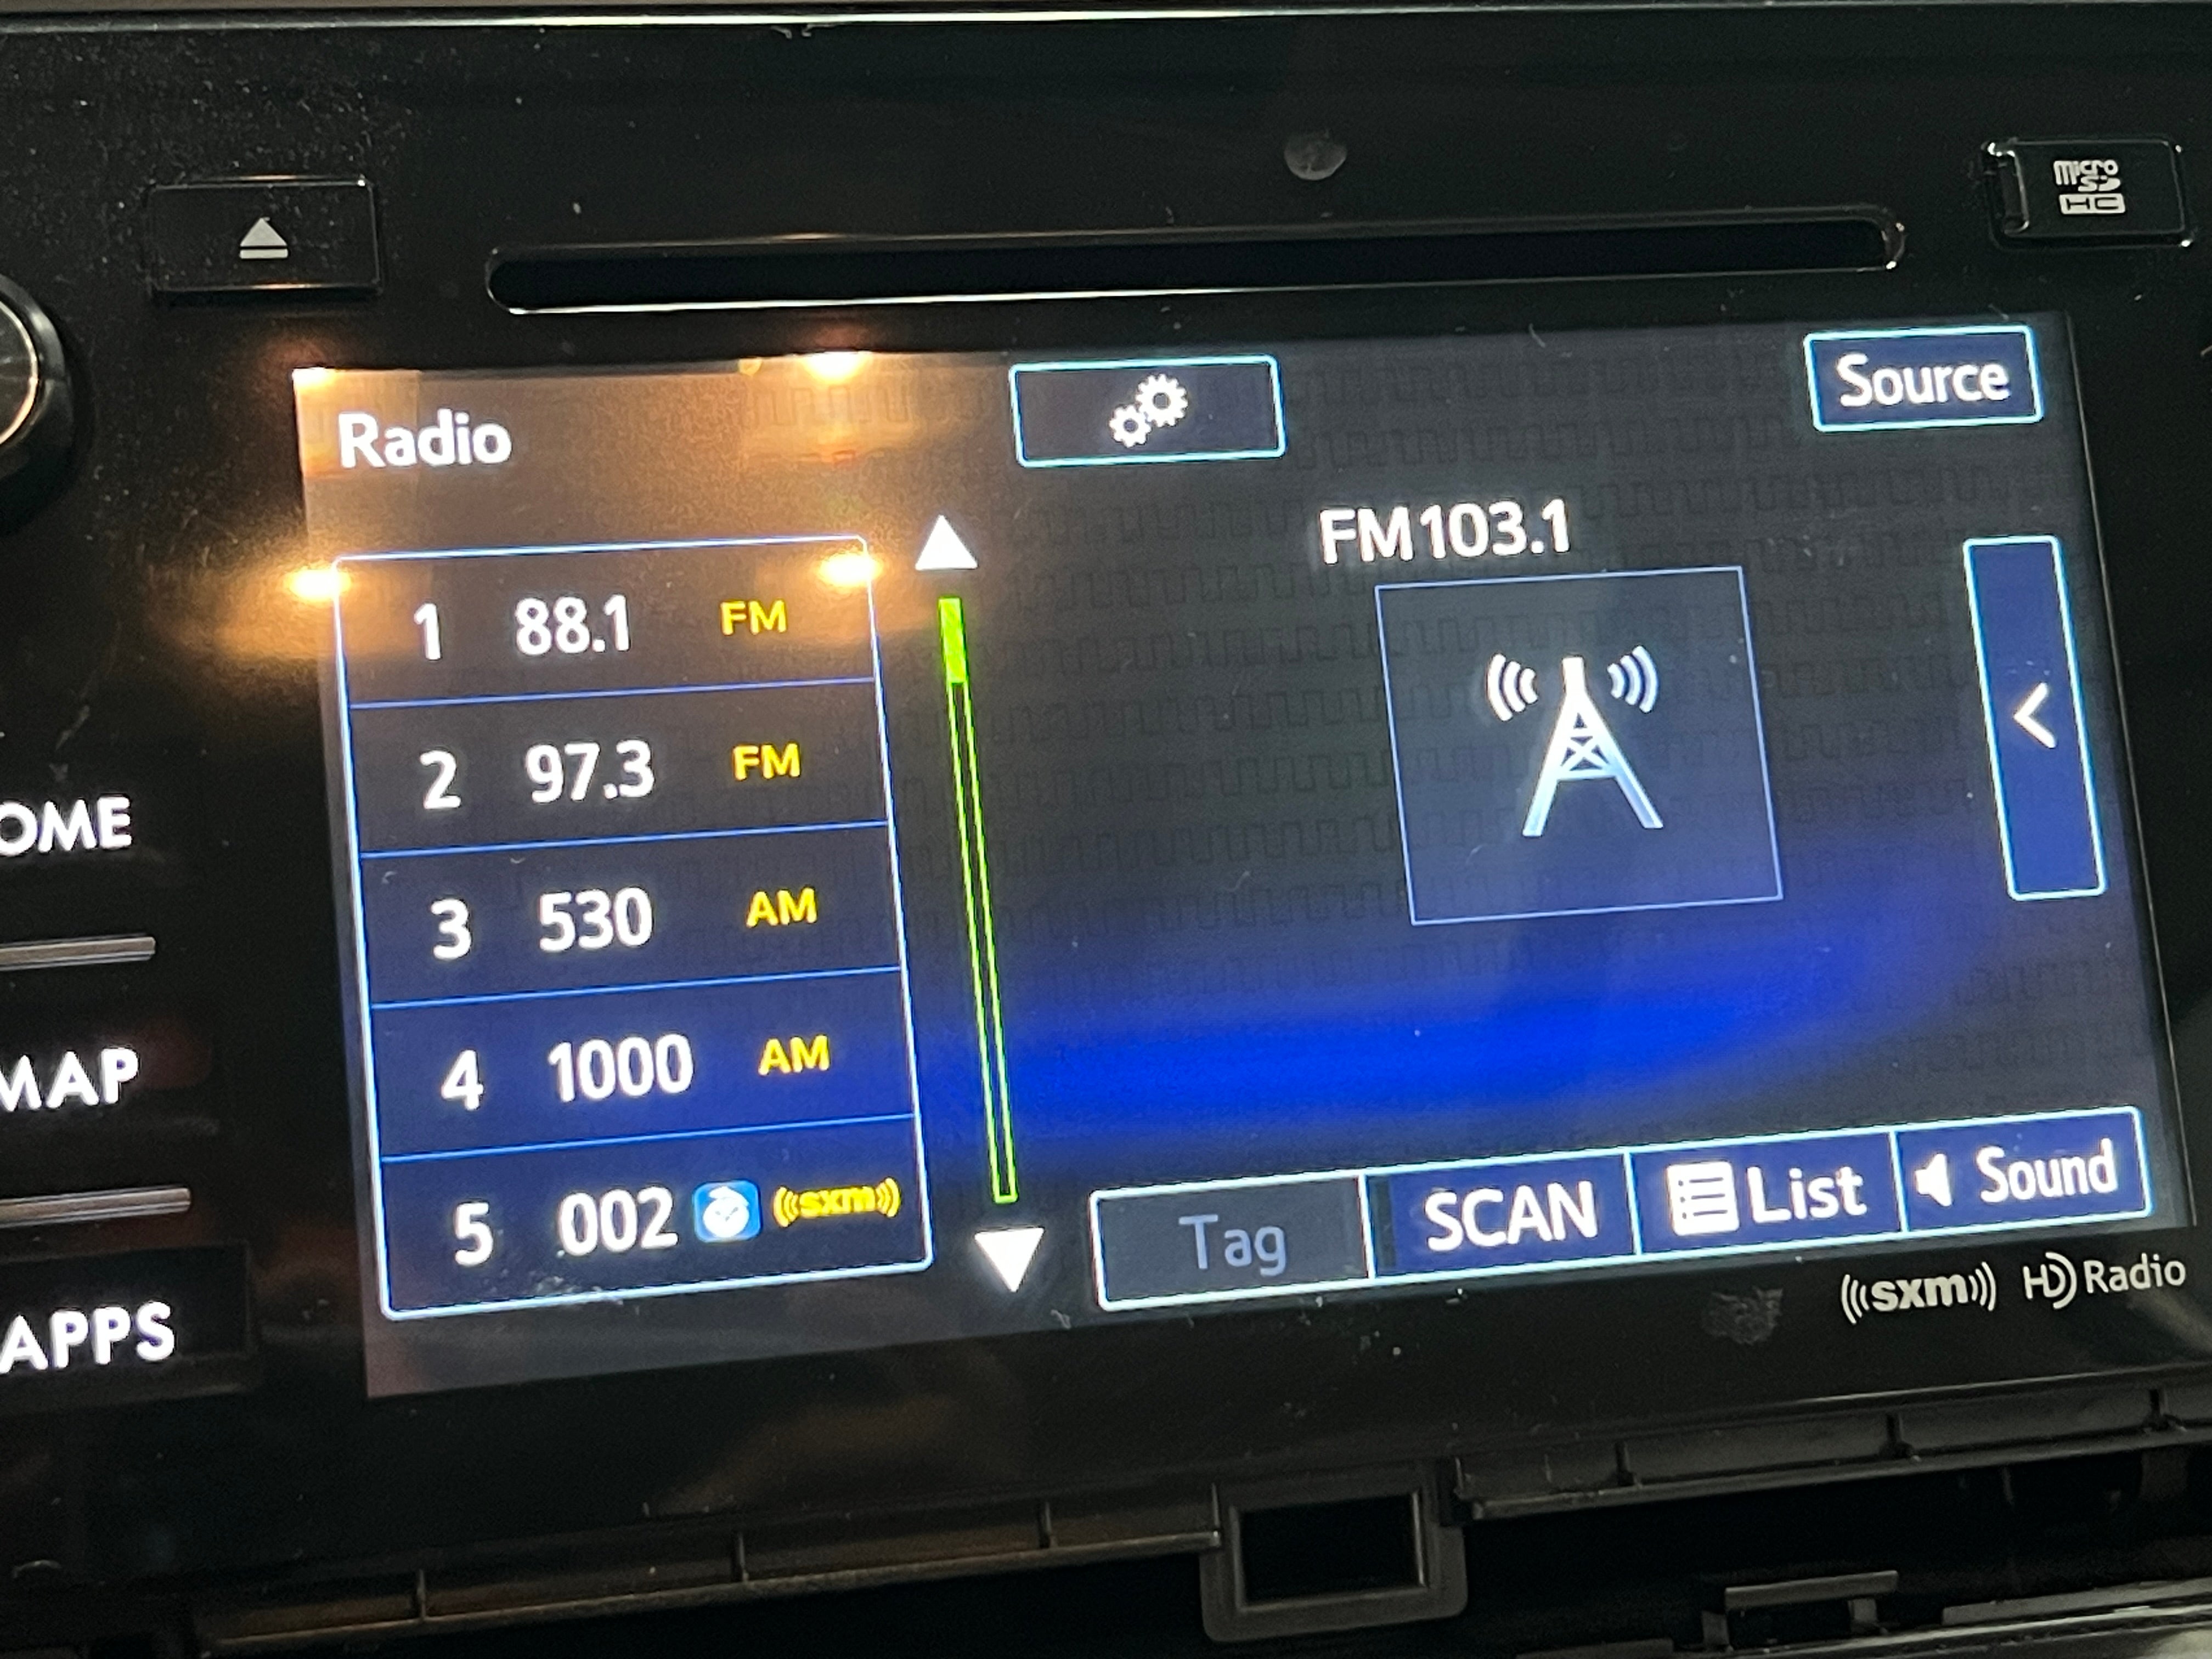 micro
SD
HC
Radio
Source
FM103.1
1 88.1 FM
2 97.3 FM
3 530 AM
4 1000 AM
5 002 ((sxm))
OME
MAP
APPS
Tag
SCAN
List
Sound
((sxm)) HD Radio